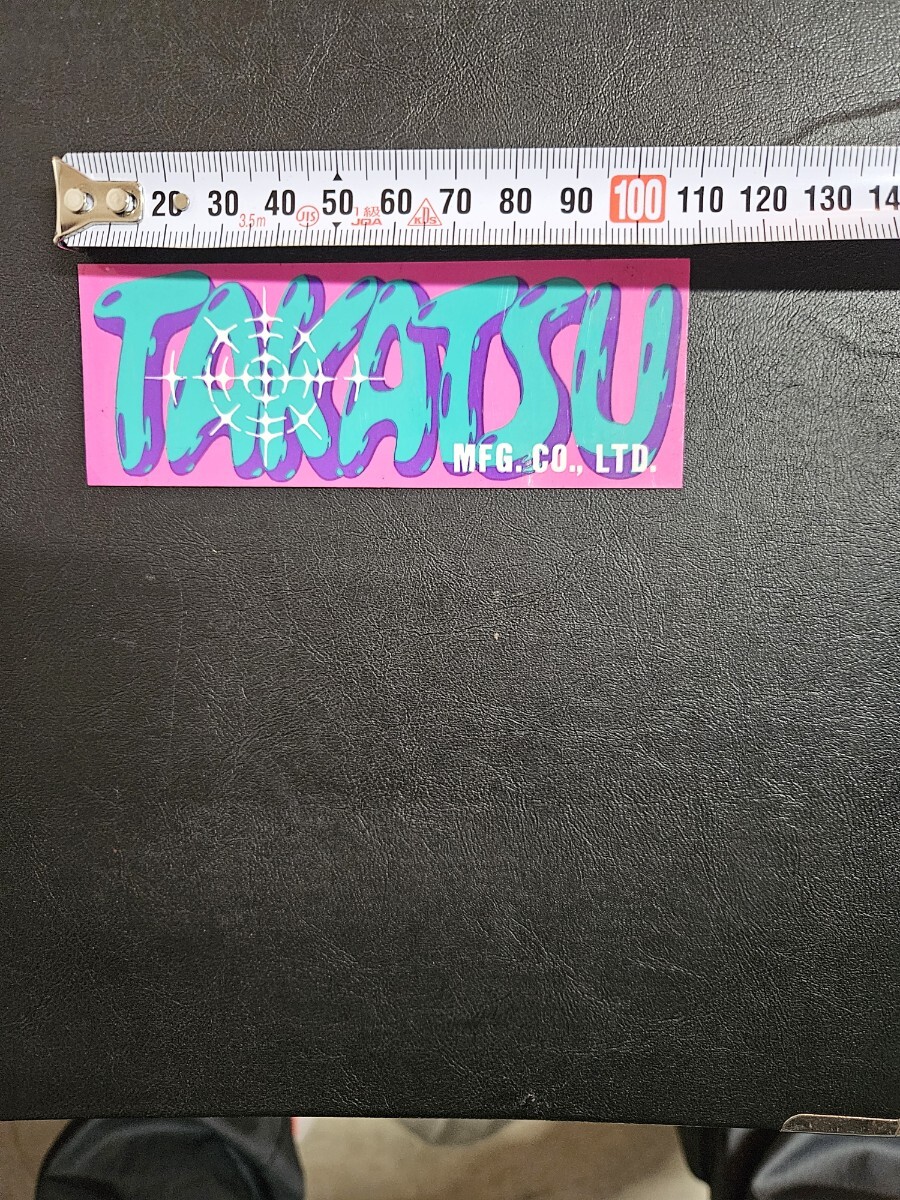 20 30 40 50 60 70 80 90 100 110 120 130 14
3.5m JIS 1級 JQA KDS
TAKATSU
MFG. CO., LTD.